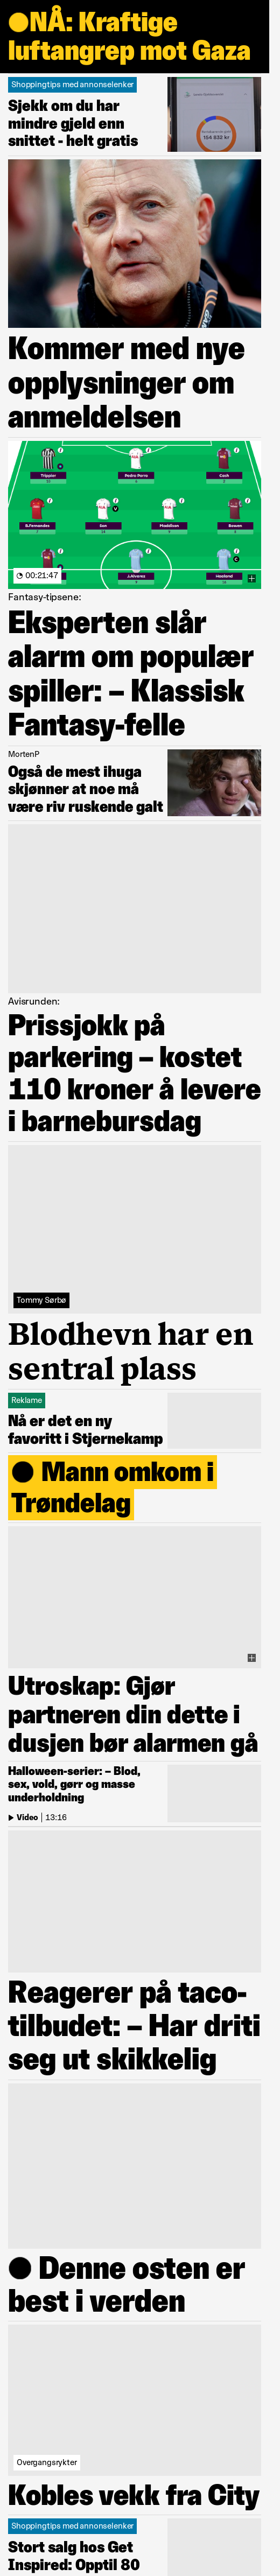 NÅ: Kraftige
luftangrep mot Gaza
Shoppingtips med annonselenker
Sjekk om du har
mindre gjeld enn
snittet - helt gratis
154 632 kr
Kommer med nye
opplysninger om
anmeldelsen
Trippier
Pedro Porro
Cash
B.Fernandes
Son
Maddison
Bowen
J.Alvarez
Haaland
00:21:47
Fantasy-tipsene:
Eksperten slår
alarm om populær
spiller: – Klassisk
Fantasy-felle
MortenP
Også de mest ihuga
skjønner at noe må
være riv ruskende galt
Avisrunden:
Prissjokk på
parkering – kostet
110 kroner å levere
i barnebursdag
Tommy Sørbø
Blodhevn har en
sentral plass
Reklame
Nå er det en ny
favoritt i Stjernekamp
Mann omkom i
Trøndelag
Utroskap: Gjør
partneren din dette i
dusjen bør alarmen gå
Halloween-serier: – Blod,
sex, vold, gørr og masse
underholdning
Video | 13:16
Reagerer på taco-
tilbudet: – Har driti
seg ut skikkelig
Denne osten er
best i verden
Overgangsrykter
Kobles vekk fra City
Shoppingtips med annonselenker
Stort salg hos Get
Inspired: Opptil 80